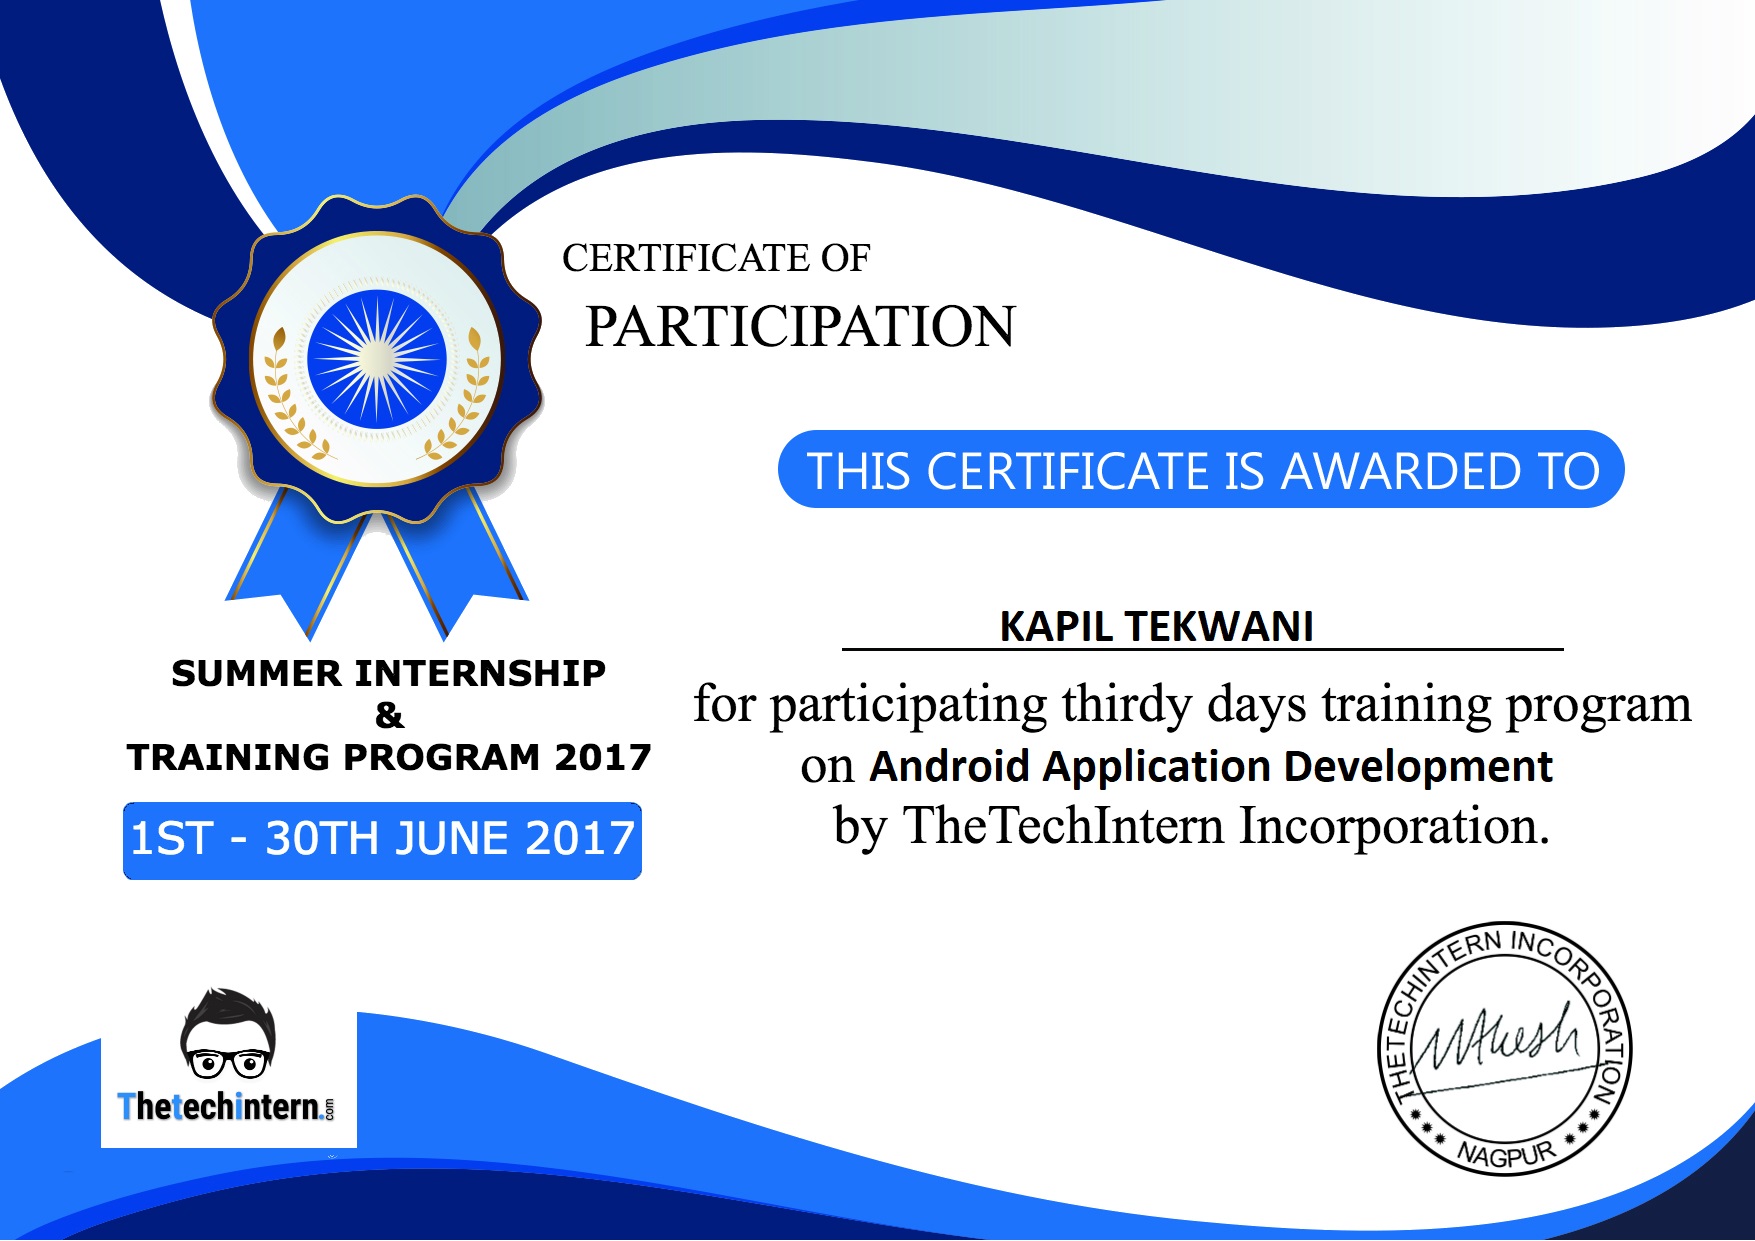 CERTIFICATE OF
PARTICIPATION
THIS CERTIFICATE IS AWARDED TO
KAPIL TEKWANI
for participating thirdy days training program
on Android Application Development
by TheTechIntern Incorporation.
SUMMER INTERNSHIP
&
TRAINING PROGRAM 2017
1ST - 30TH JUNE 2017
Thetechintern.com
THETECHINTERN INCORPORATION
NAGPUR